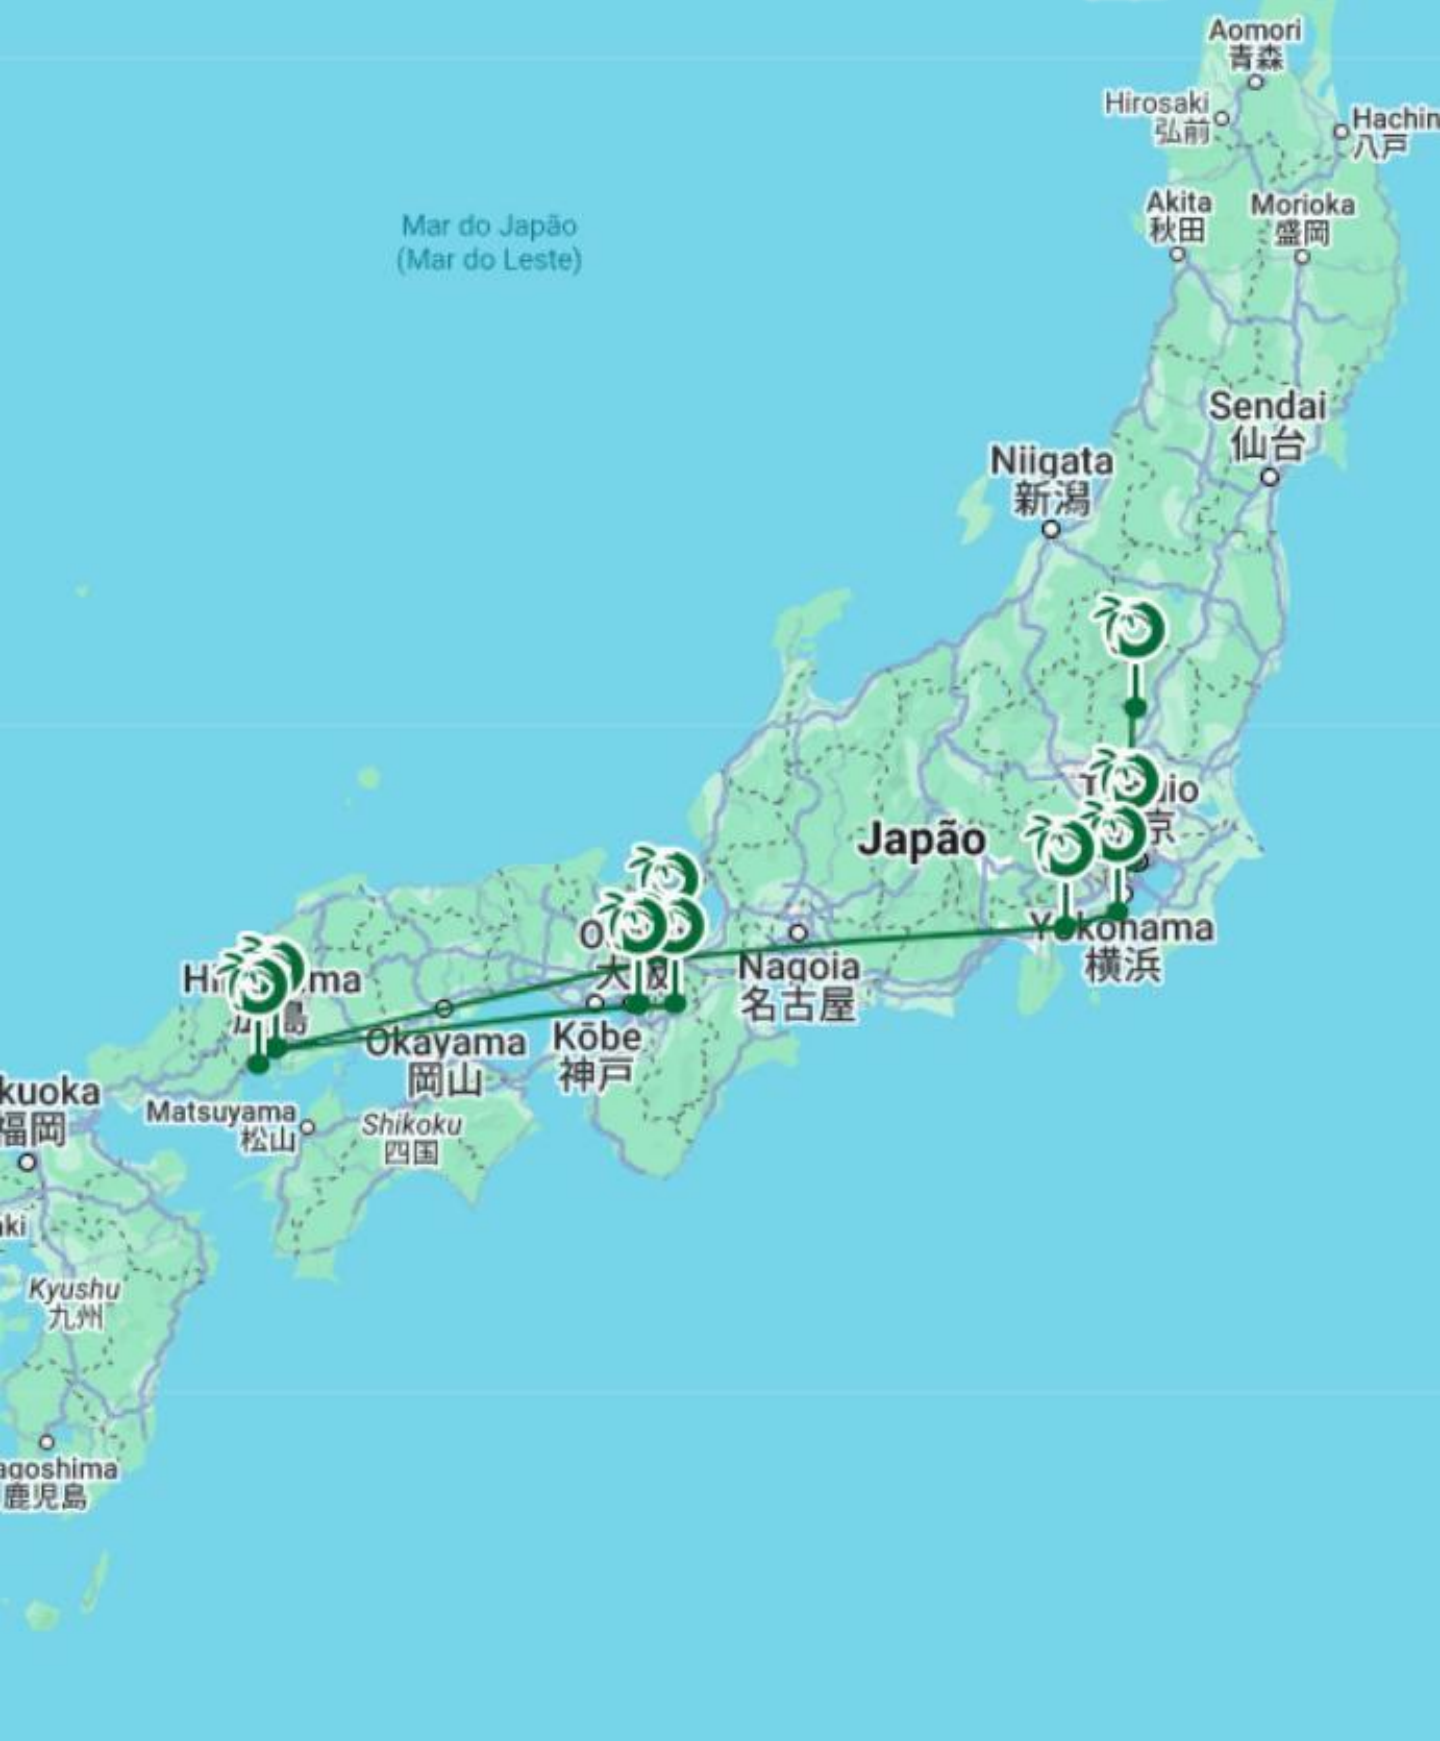 Aomori
青森
Hirosaki
弘前
Hachin
八戸
Akita
秋田
Morioka
盛岡
Mar do Japão
(Mar do Leste)
Sendai
仙台
Niigata
新潟
Japão
Yokohama
横浜
Nagoia
名古屋
Okayama
岡山
Kōbe
神戸
kuoka
福岡
Matsuyama
松山
Shikoku
四国
Kyushu
九州
agoshima
鹿児島